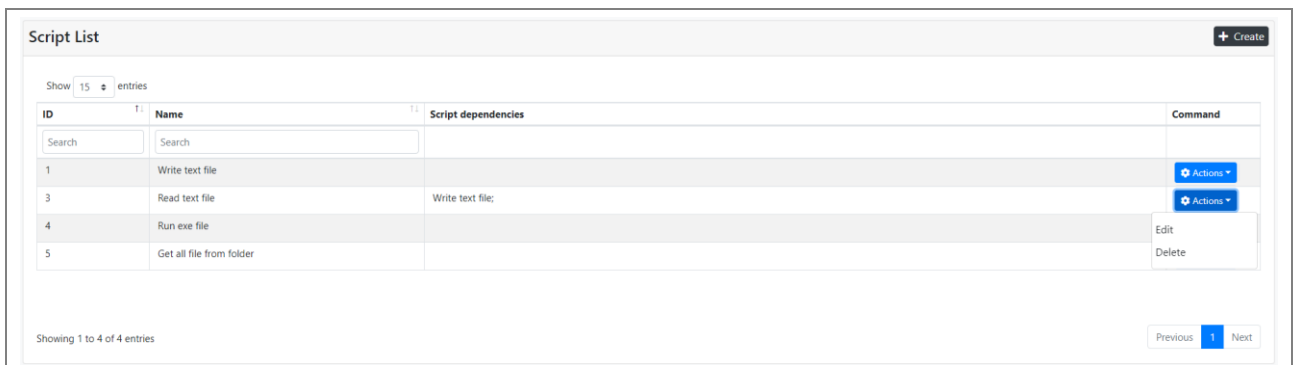 Script List
+ Create
Show 15 entries
ID Name Script dependencies Command
Search Search
1 Write text file Actions
3 Read text file Write text file; Actions
4 Run exe file
Edit
5 Get all file from folder
Delete
Showing 1 to 4 of 4 entries
Previous 1 Next